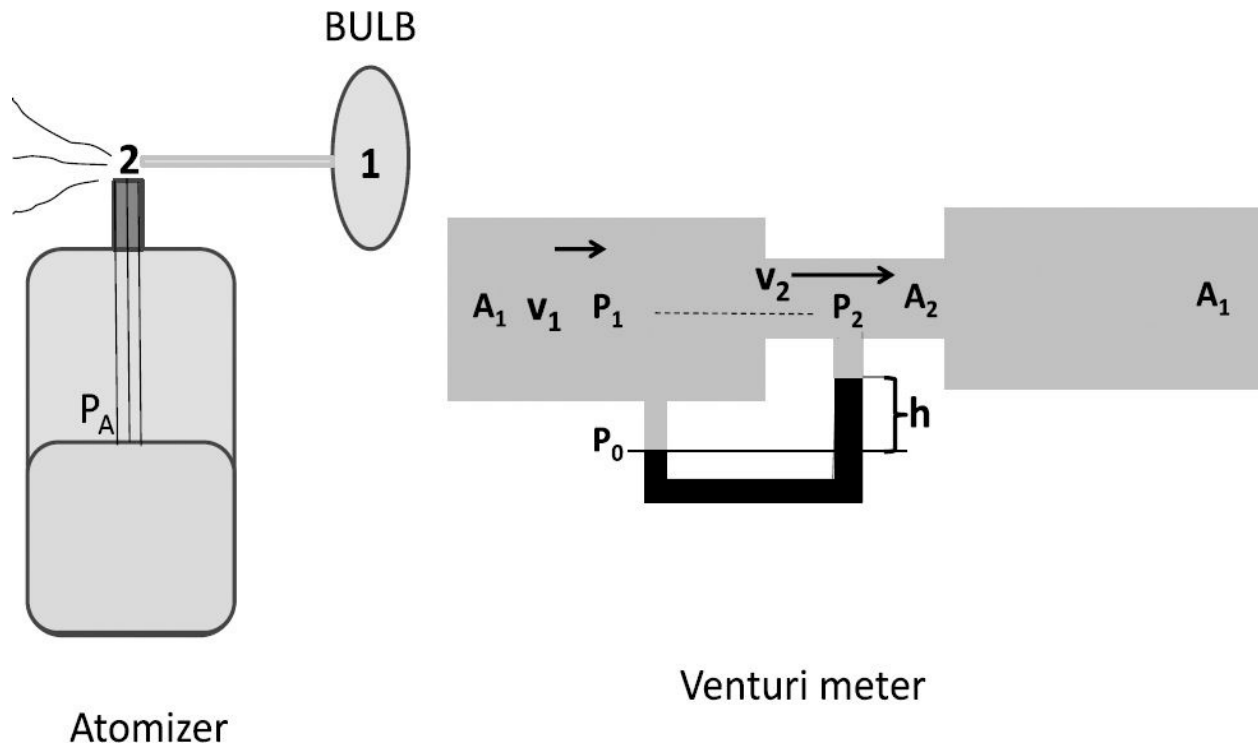 BULB
2
1
P_A
Atomizer
A_1 v_1 P_1
v_2
P_2 A_2
A_1
P_0
h
Venturi meter